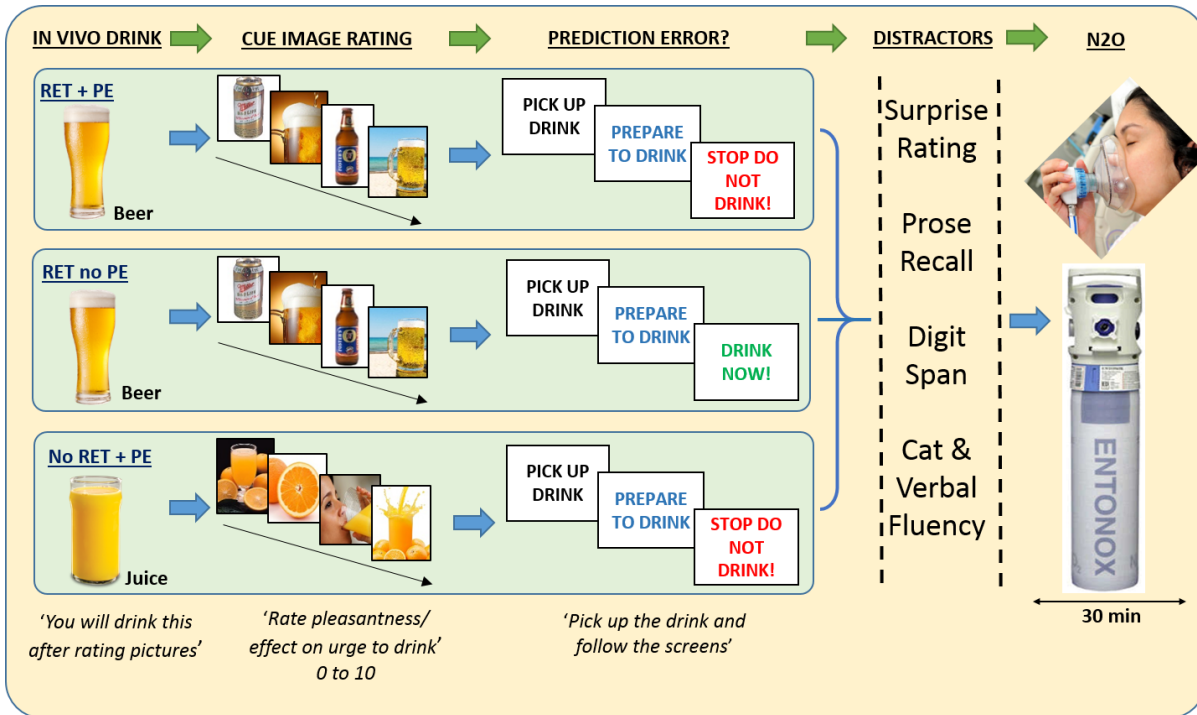 IN VIVO DRINK
CUE IMAGE RATING
PREDICTION ERROR?
DISTRACTORS
N2O
RET + PE
Beer
PICK UP
DRINK
PREPARE
TO DRINK
STOP DO
NOT
DRINK!
RET no PE
Beer
PICK UP
DRINK
PREPARE
TO DRINK
DRINK
NOW!
No RET + PE
Juice
PICK UP
DRINK
PREPARE
TO DRINK
STOP DO
NOT
DRINK!
Surprise
Rating
Prose
Recall
Digit
Span
Cat &
Verbal
Fluency
ENTONOX
30 min
‘You will drink this
after rating pictures’
‘Rate pleasantness/
effect on urge to drink’
0 to 10
‘Pick up the drink and
follow the screens’